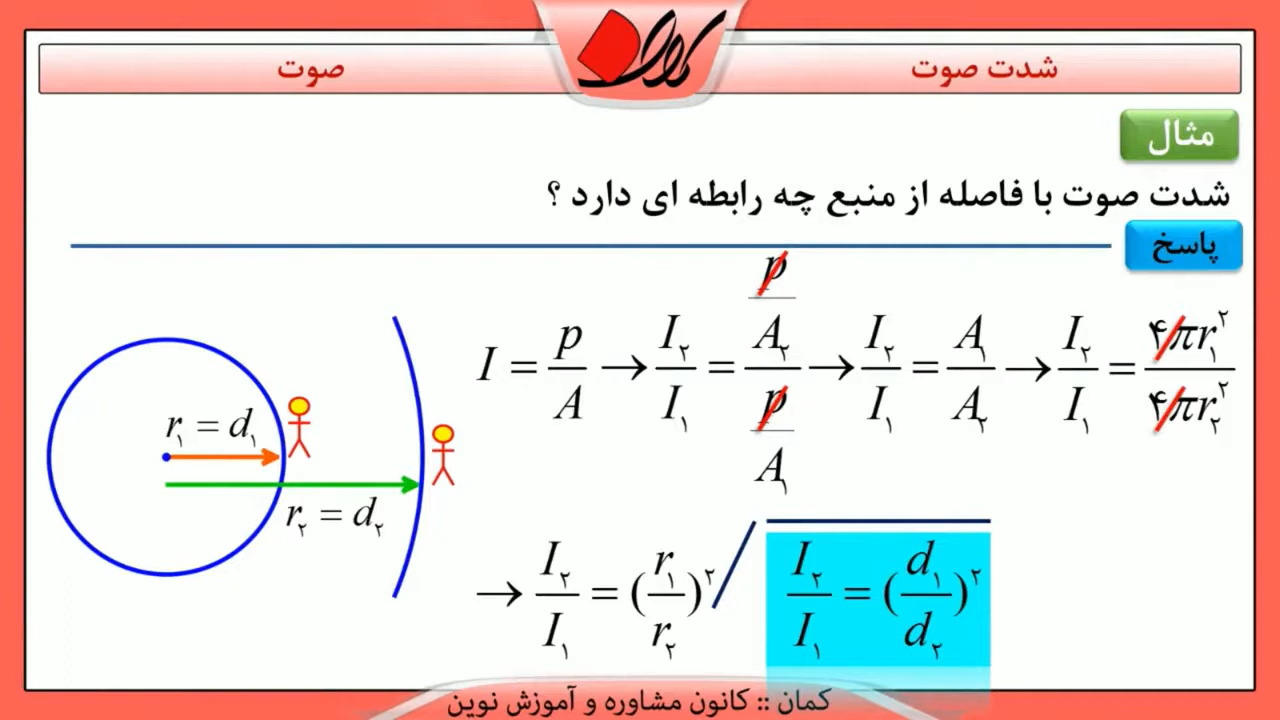 شدت صوت
صوت
کمان
مثال
شدت صوت با فاصله از منبع چه رابطه ای دارد ؟
پاسخ
I = p/A → I₂/I₁ = (p/A₂)/(p/A₁) → I₂/I₁ = A₁/A₂ → I₂/I₁ = ۴πr₁²/۴πr₂²
r₁ = d₁
r₂ = d₂
→ I₂/I₁ = (r₁/r₂)² / I₂/I₁ = (d₁/d₂)²
کمان :: کانون مشاوره و آموزش نوین